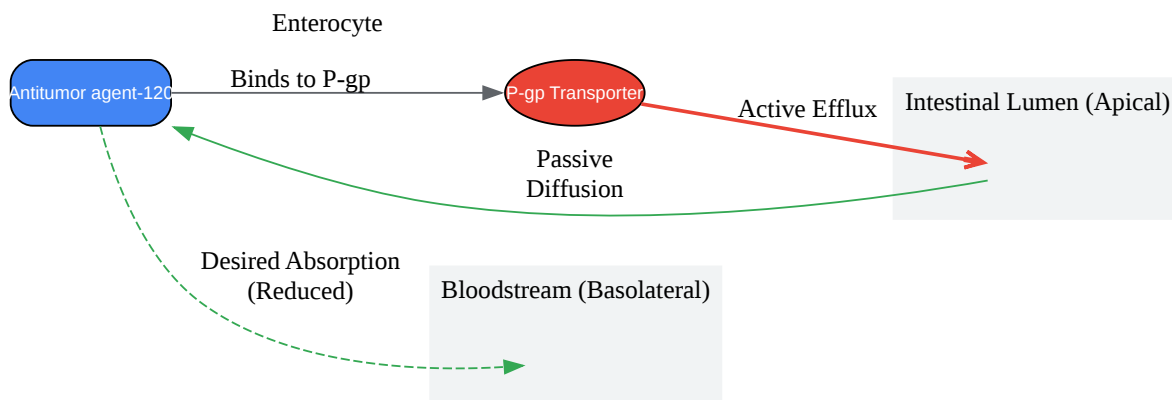 Enterocyte
Antitumor agent-120
Binds to P-gp
P-gp Transporter
Active Efflux
Intestinal Lumen (Apical)
Passive
Diffusion
Desired Absorption
(Reduced)
Bloodstream (Basolateral)